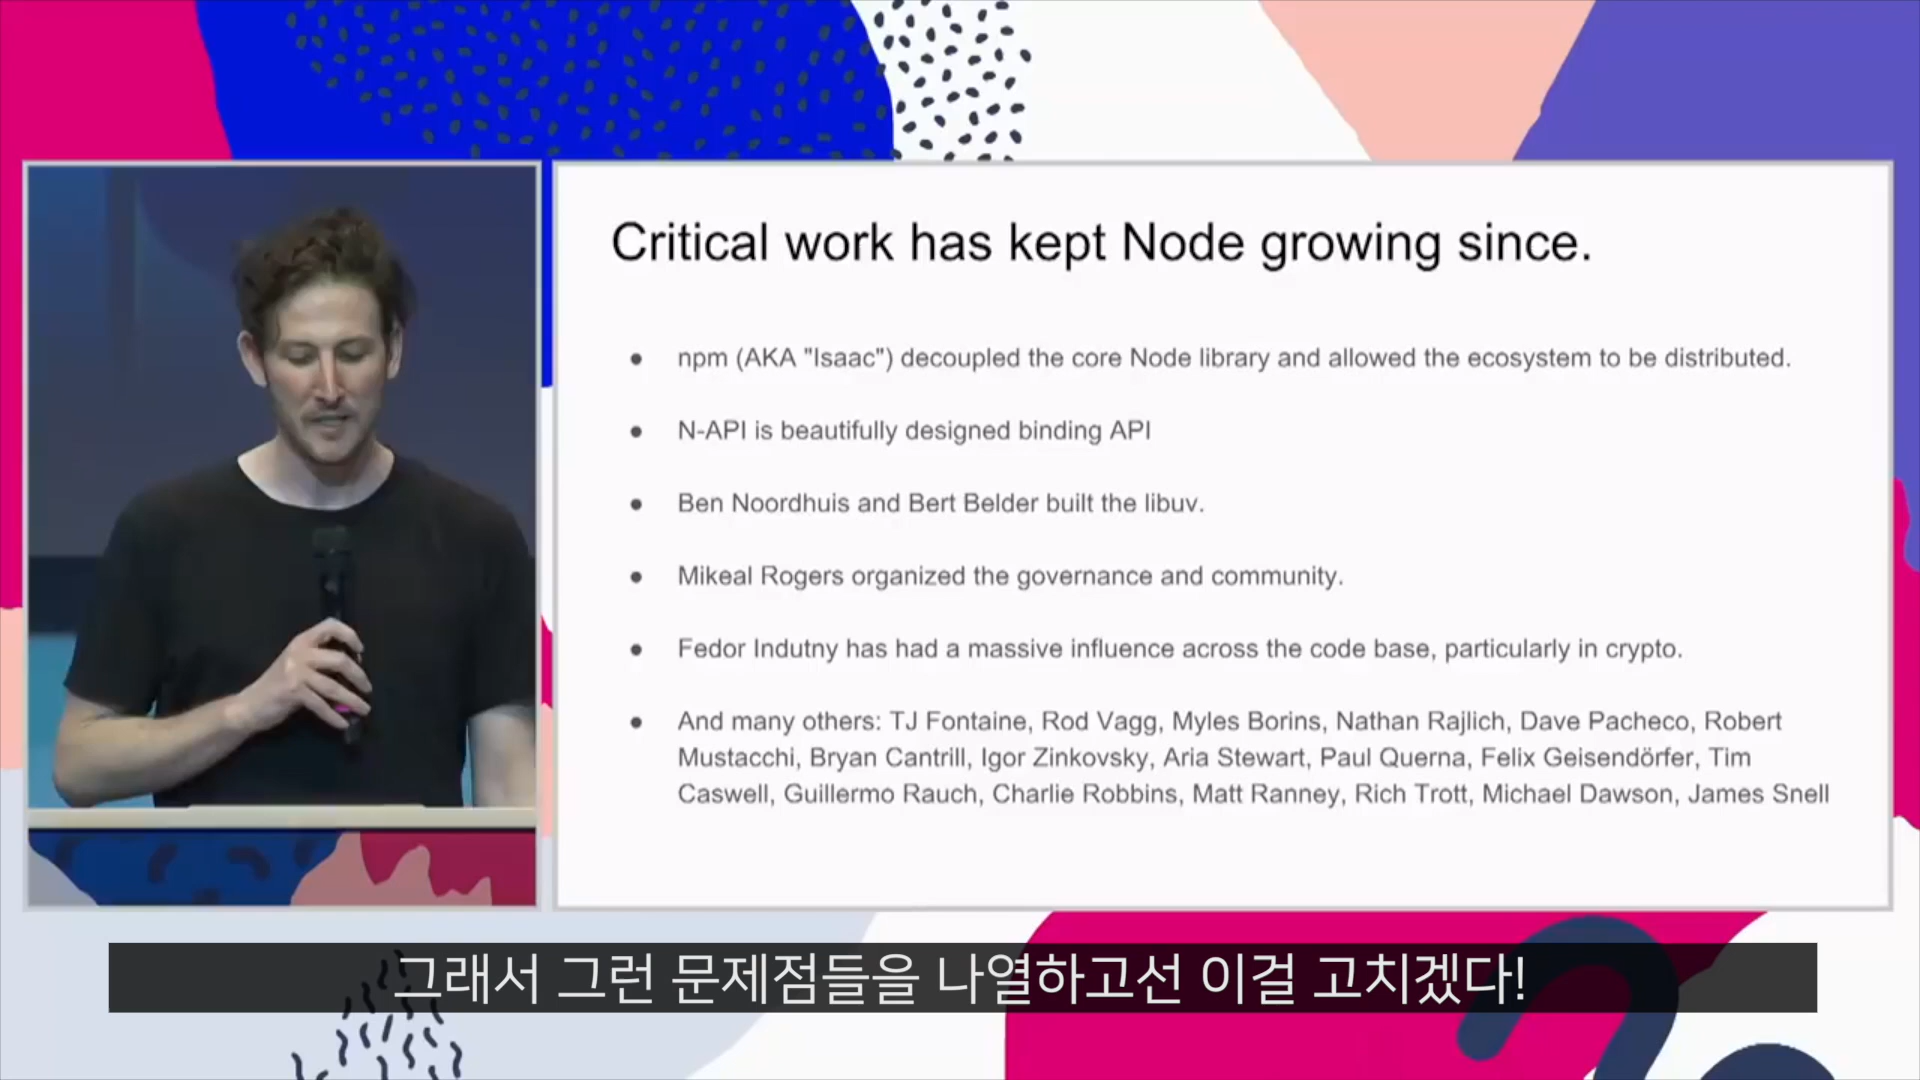 Critical work has kept Node growing since.
npm (AKA "Isaac") decoupled the core Node library and allowed the ecosystem to be distributed.
N-API is beautifully designed binding API
Ben Noordhuis and Bert Belder built the libuv.
Mikeal Rogers organized the governance and community.
Fedor Indutny has had a massive influence across the code base, particularly in crypto.
And many others: TJ Fontaine, Rod Vagg, Myles Borins, Nathan Rajlich, Dave Pacheco, Robert
Mustacchi, Bryan Cantrill, Igor Zinkovsky, Aria Stewart, Paul Querna, Felix Geisendörfer, Tim
Caswell, Guillermo Rauch, Charlie Robbins, Matt Ranney, Rich Trott, Michael Dawson, James Snell
그래서 그런 문제점들을 나열하고선 이걸 고치겠다!